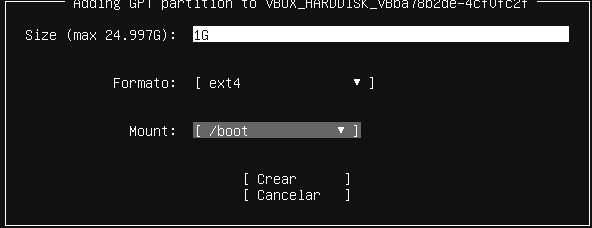 Adding GPT partition to VBOX_HARDDISK_VBba78b2de-4cf0fc2f
Size (max 24.997G): 1G
Formato: [ ext4 ▼ ]
Mount: [ /boot ▼ ]
[ Crear ]
[ Cancelar ]